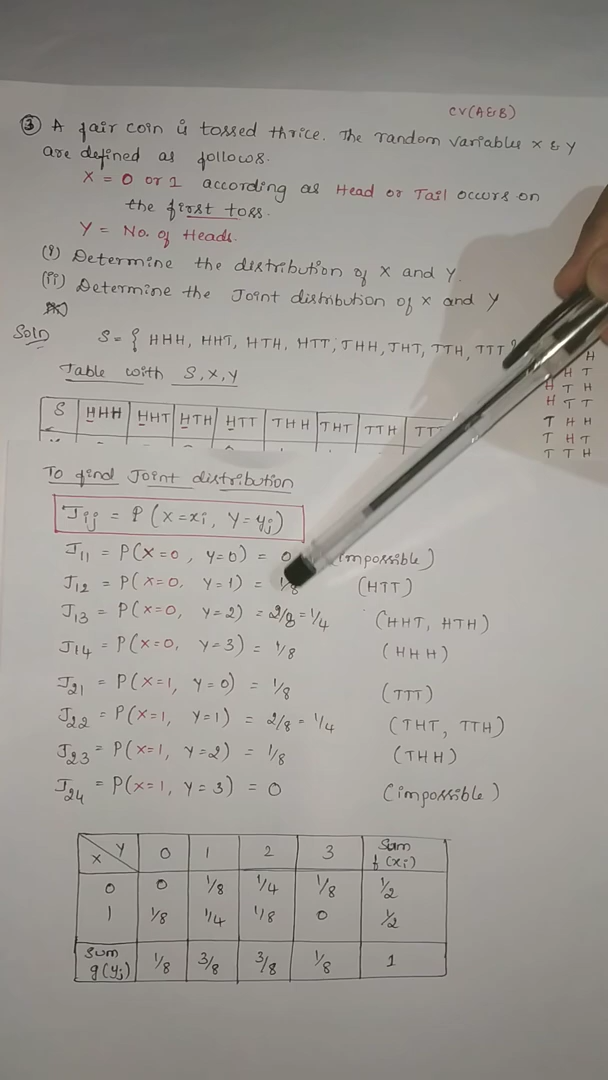 CV(A&B)
③ A fair coin is tossed thrice. The random variables X & Y
are defined as follows.
X = 0 or 1 according as Head or Tail occurs on
the first toss.
Y = No. of Heads.
(i) Determine the distribution of X and Y.
(ii) Determine the Joint distribution of X and Y
Soln
S = { HHH, HHT, HTH, HTT, THH, THT, TTH, TTT
H
H T
H T H
H T T
T H H
T H T
T T H
Table with S, X, Y
S HHH HHT HTH HTT THH THT TTH TTT
To find Joint distribution
Jij = P(X=xi, Y=yj)
J11 = P(X=0, Y=0) = 0 (impossible)
J12 = P(X=0, Y=1) = 1/8 (HTT)
J13 = P(X=0, Y=2) = 2/8 = 1/4 (HHT, HTH)
J14 = P(X=0, Y=3) = 1/8 (HHH)
J21 = P(X=1, Y=0) = 1/8 (TTT)
J22 = P(X=1, Y=1) = 2/8 = 1/4 (THT, TTH)
J23 = P(X=1, Y=2) = 1/8 (THH)
J24 = P(X=1, Y=3) = 0 (impossible)
X Y 0 1 2 3 Sum f(xi)
0 0 1/8 1/4 1/8 1/2
1 1/8 1/4 1/8 0 1/2
Sum g(yj) 1/8 3/8 3/8 1/8 1